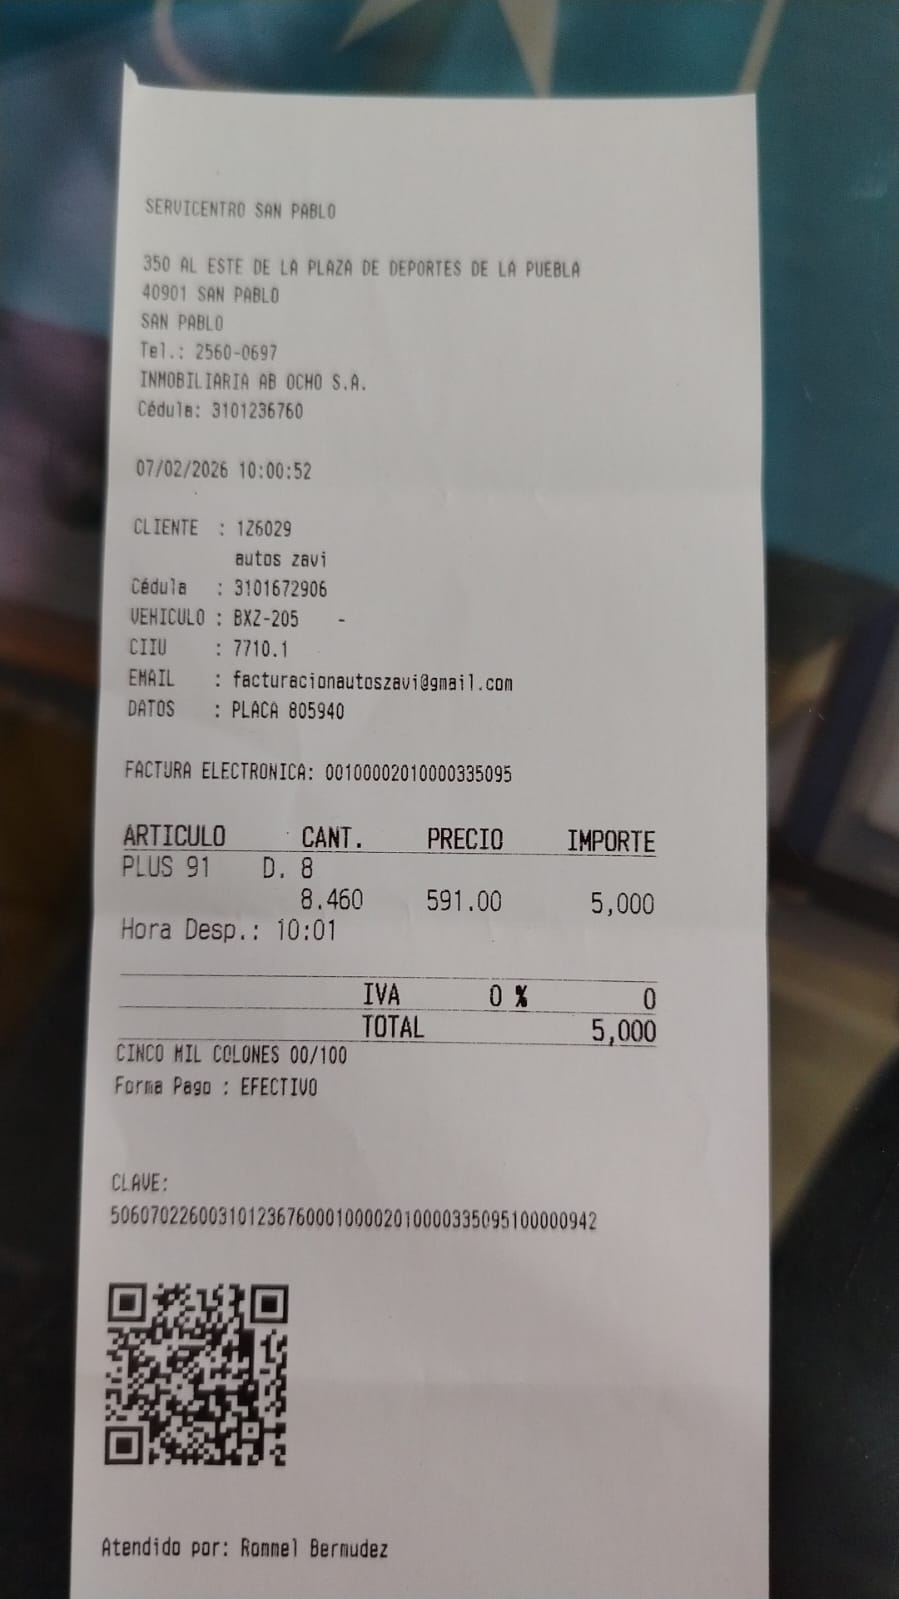 SERVICENTRO SAN PABLO
350 AL ESTE DE LA PLAZA DE DEPORTES DE LA PUEBLA
40901 SAN PABLO
SAN PABLO
Tel.: 2560-0697
INMOBILIARIA AB OCHO S.A.
Cédula: 3101236760
07/02/2026 10:00:52
CLIENTE : 1Z6029
autos zavi
Cédula : 3101672906
VEHICULO : BXZ-205 -
CIIU : 7710.1
EMAIL : facturacionautoszavi@gmail.com
DATOS : PLACA 805940
FACTURA ELECTRONICA: 00100002010000335095
ARTICULO CANT. PRECIO IMPORTE
PLUS 91 D. 8
8.460 591.00 5,000
Hora Desp.: 10:01
IVA 0 % 0
TOTAL 5,000
CINCO MIL COLONES 00/100
Forma Pago : EFECTIVO
CLAVE:
50607022600310123676000100002010000335095100000942
Atendido por: Rommel Bermudez